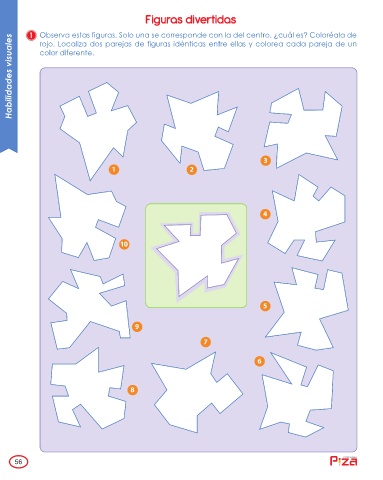 Figuras divertidas
Habilidades visuales
1 Observa estas figuras. Solo una se corresponde con la del centro, ¿cuál es? Coloréala de
rojo. Localiza dos parejas de figuras idénticas entre ellas y colorea cada pareja de un
color diferente.
1
2
3
4
10
5
9
7
6
8
56
Piza